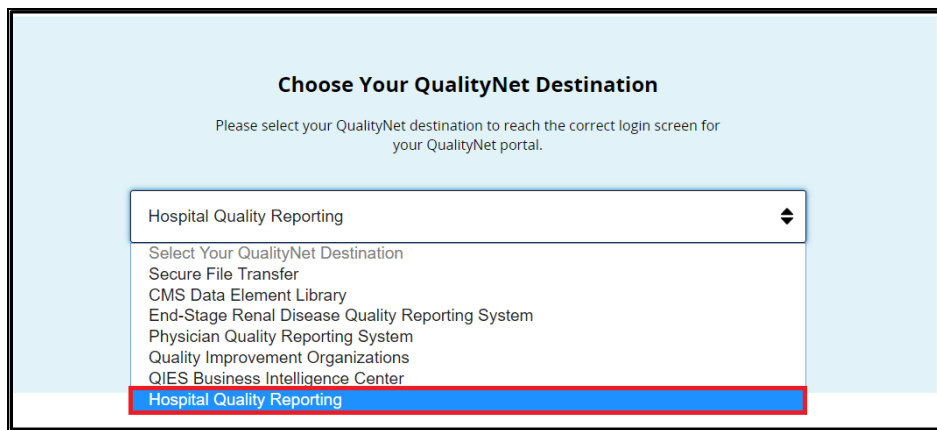 Choose Your QualityNet Destination
Please select your QualityNet destination to reach the correct login screen for
your QualityNet portal.
Hospital Quality Reporting
Select Your QualityNet Destination
Secure File Transfer
CMS Data Element Library
End-Stage Renal Disease Quality Reporting System
Physician Quality Reporting System
Quality Improvement Organizations
QIES Business Intelligence Center
Hospital Quality Reporting